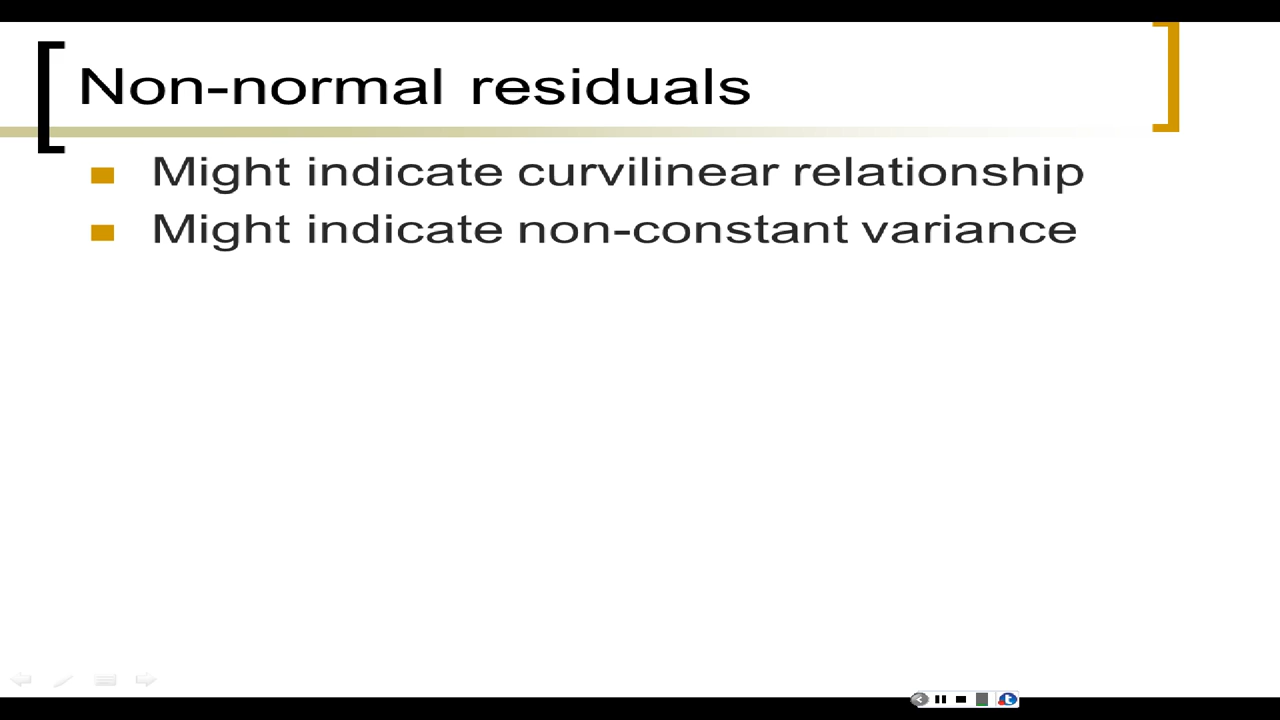 Non-normal residuals
Might indicate curvilinear relationship
Might indicate non-constant variance